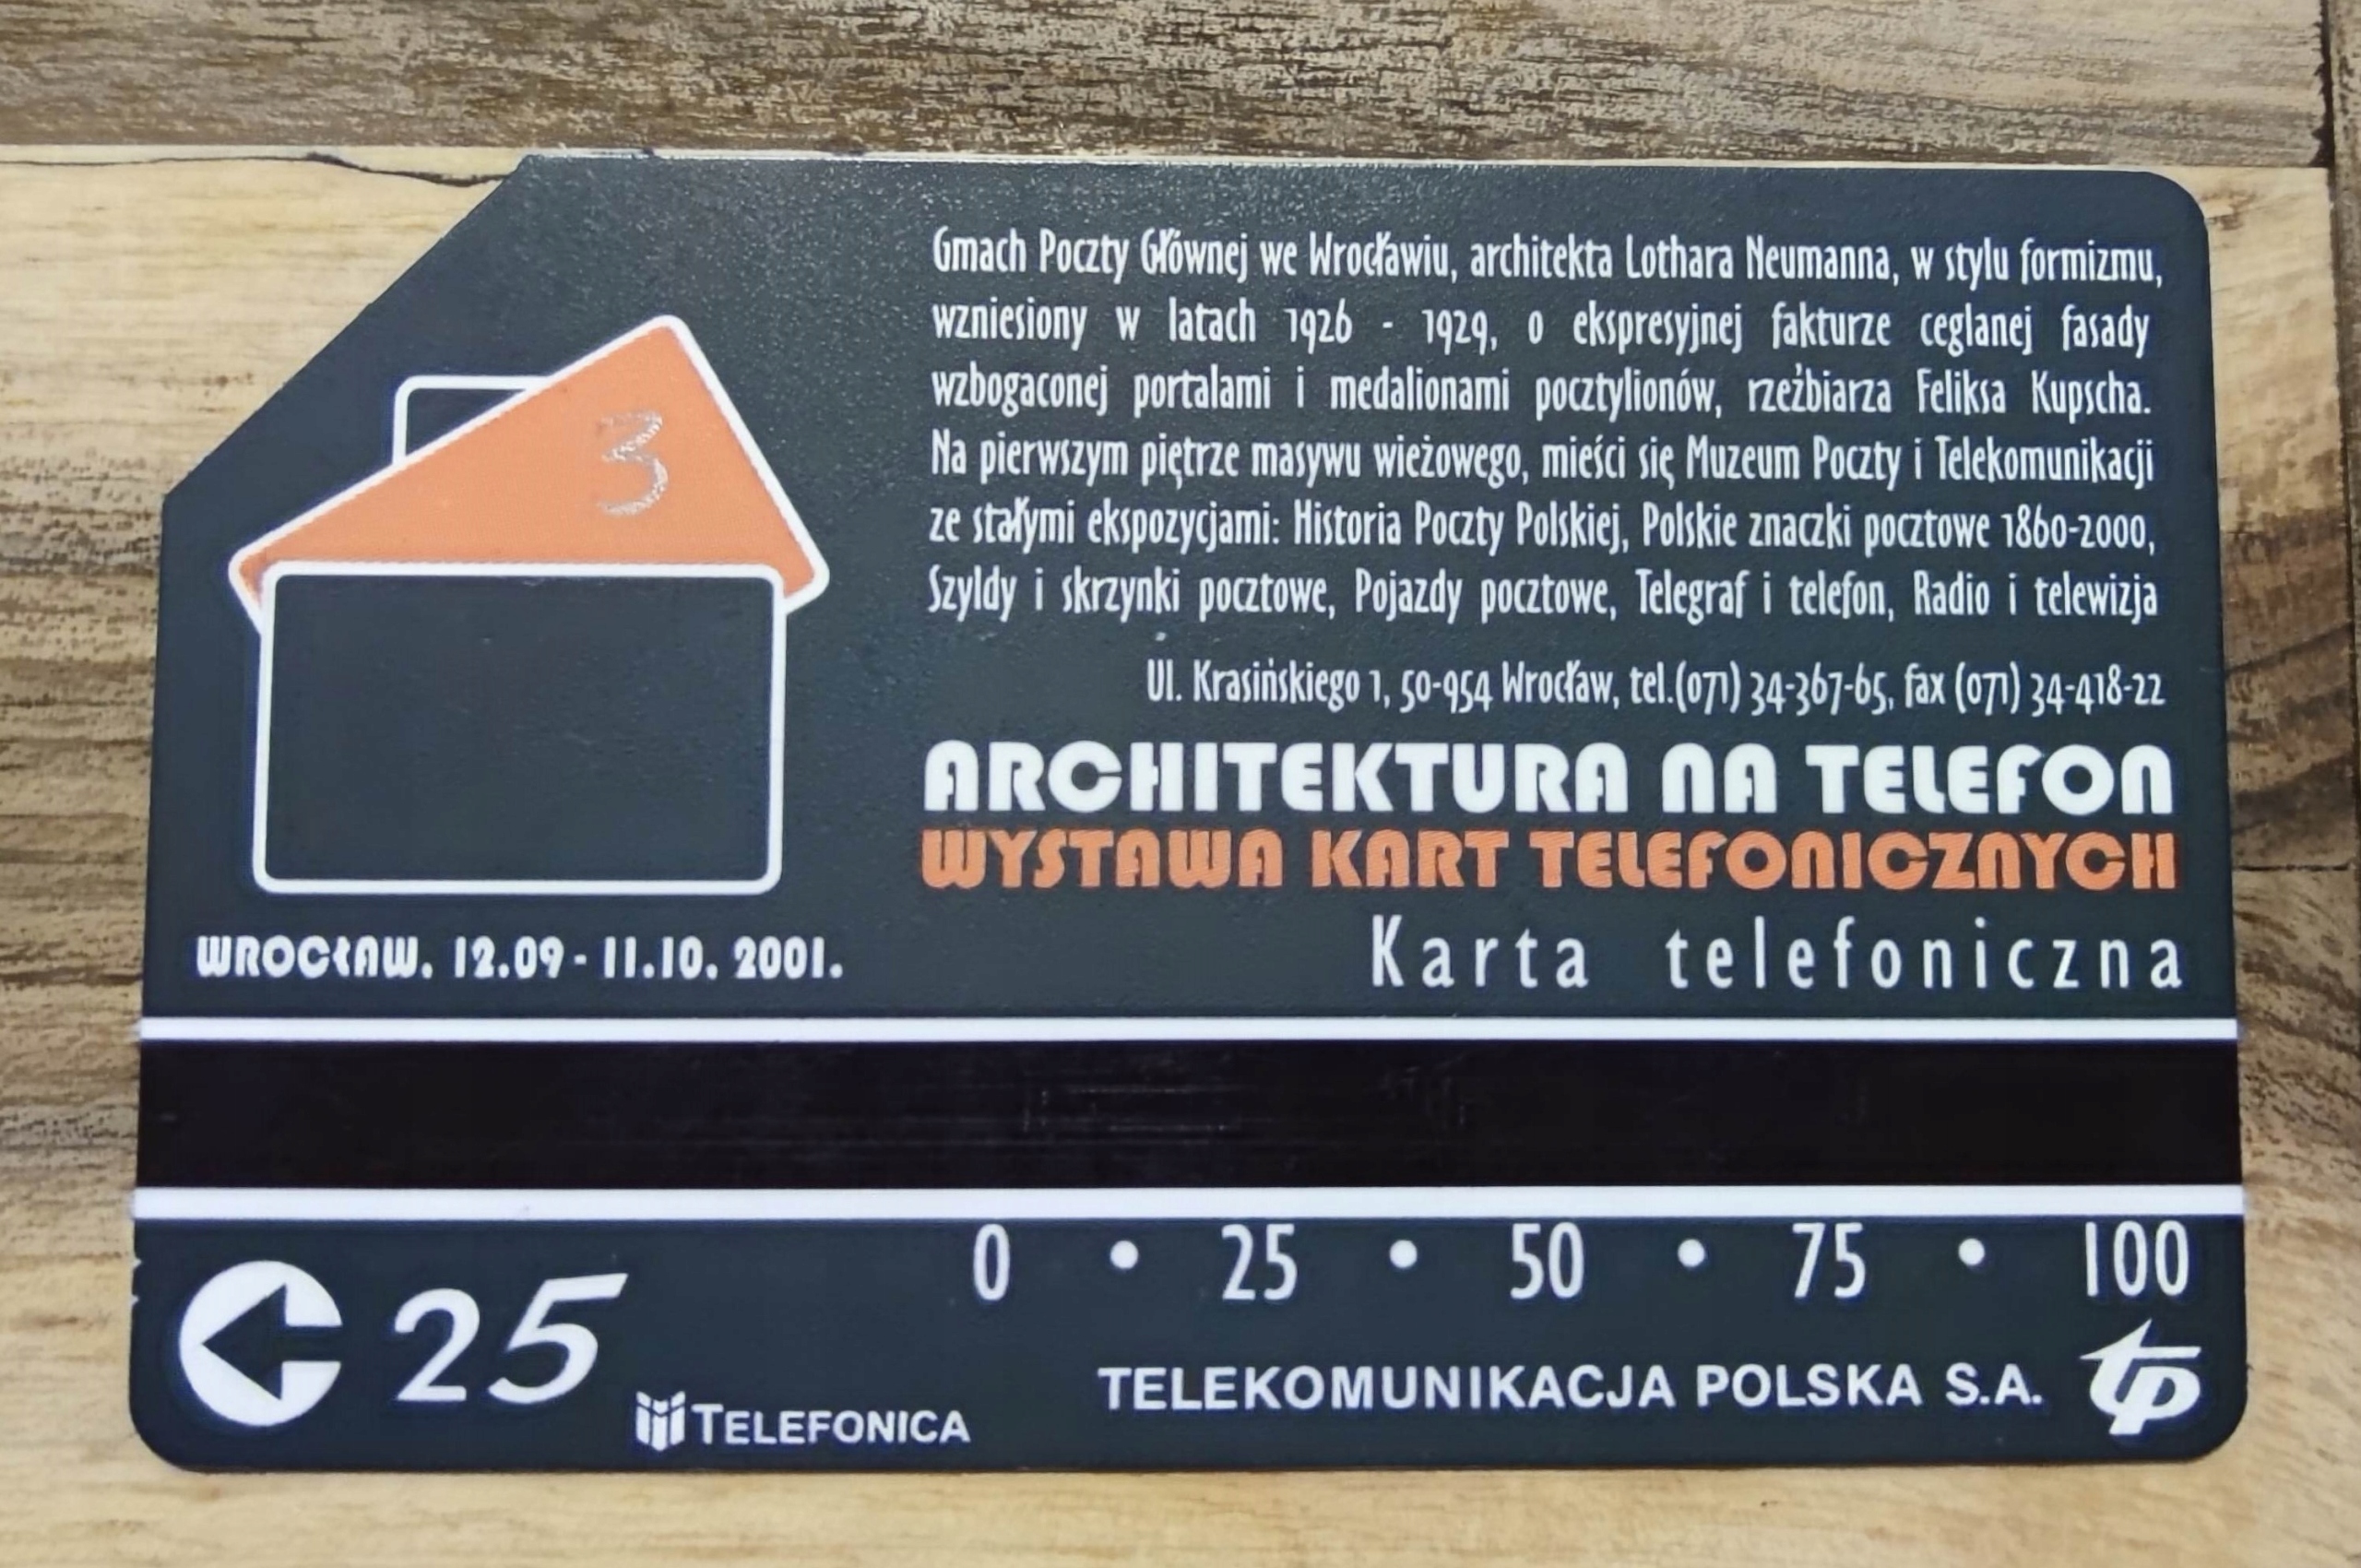 Gmach Poczty Głównej we Wrocławiu, architekta Lothara Neumanna, w stylu formizmu,
wzniesiony w latach 1926 - 1929, o ekspresyjnej fakturze ceglanej fasady
wzbogaconej portalami i medalionami pocztylionów, rzeźbiarza Feliksa Kupscha.
Na pierwszym piętrze masywu wieżowego, mieści się Muzeum Poczty i Telekomunikacji
ze stałymi ekspozycjami: Historia Poczty Polskiej, Polskie znaczki pocztowe 1860-2000,
Szyldy i skrzynki pocztowe, Pojazdy pocztowe, Telegraf i telefon, Radio i telewizja
Ul. Krasińskiego 1, 50-954 Wrocław, tel.(071) 34-367-65, fax (071) 34-418-22
3
ARCHITEKTURA NA TELEFON
WYSTAWA KART TELEFONICZNYCH
Karta telefoniczna
WROCŁAW. 12.09 - 11.10. 2001.
0 • 25 • 50 • 75 • 100
25
TELEFONICA
TELEKOMUNIKACJA POLSKA S.A. tp